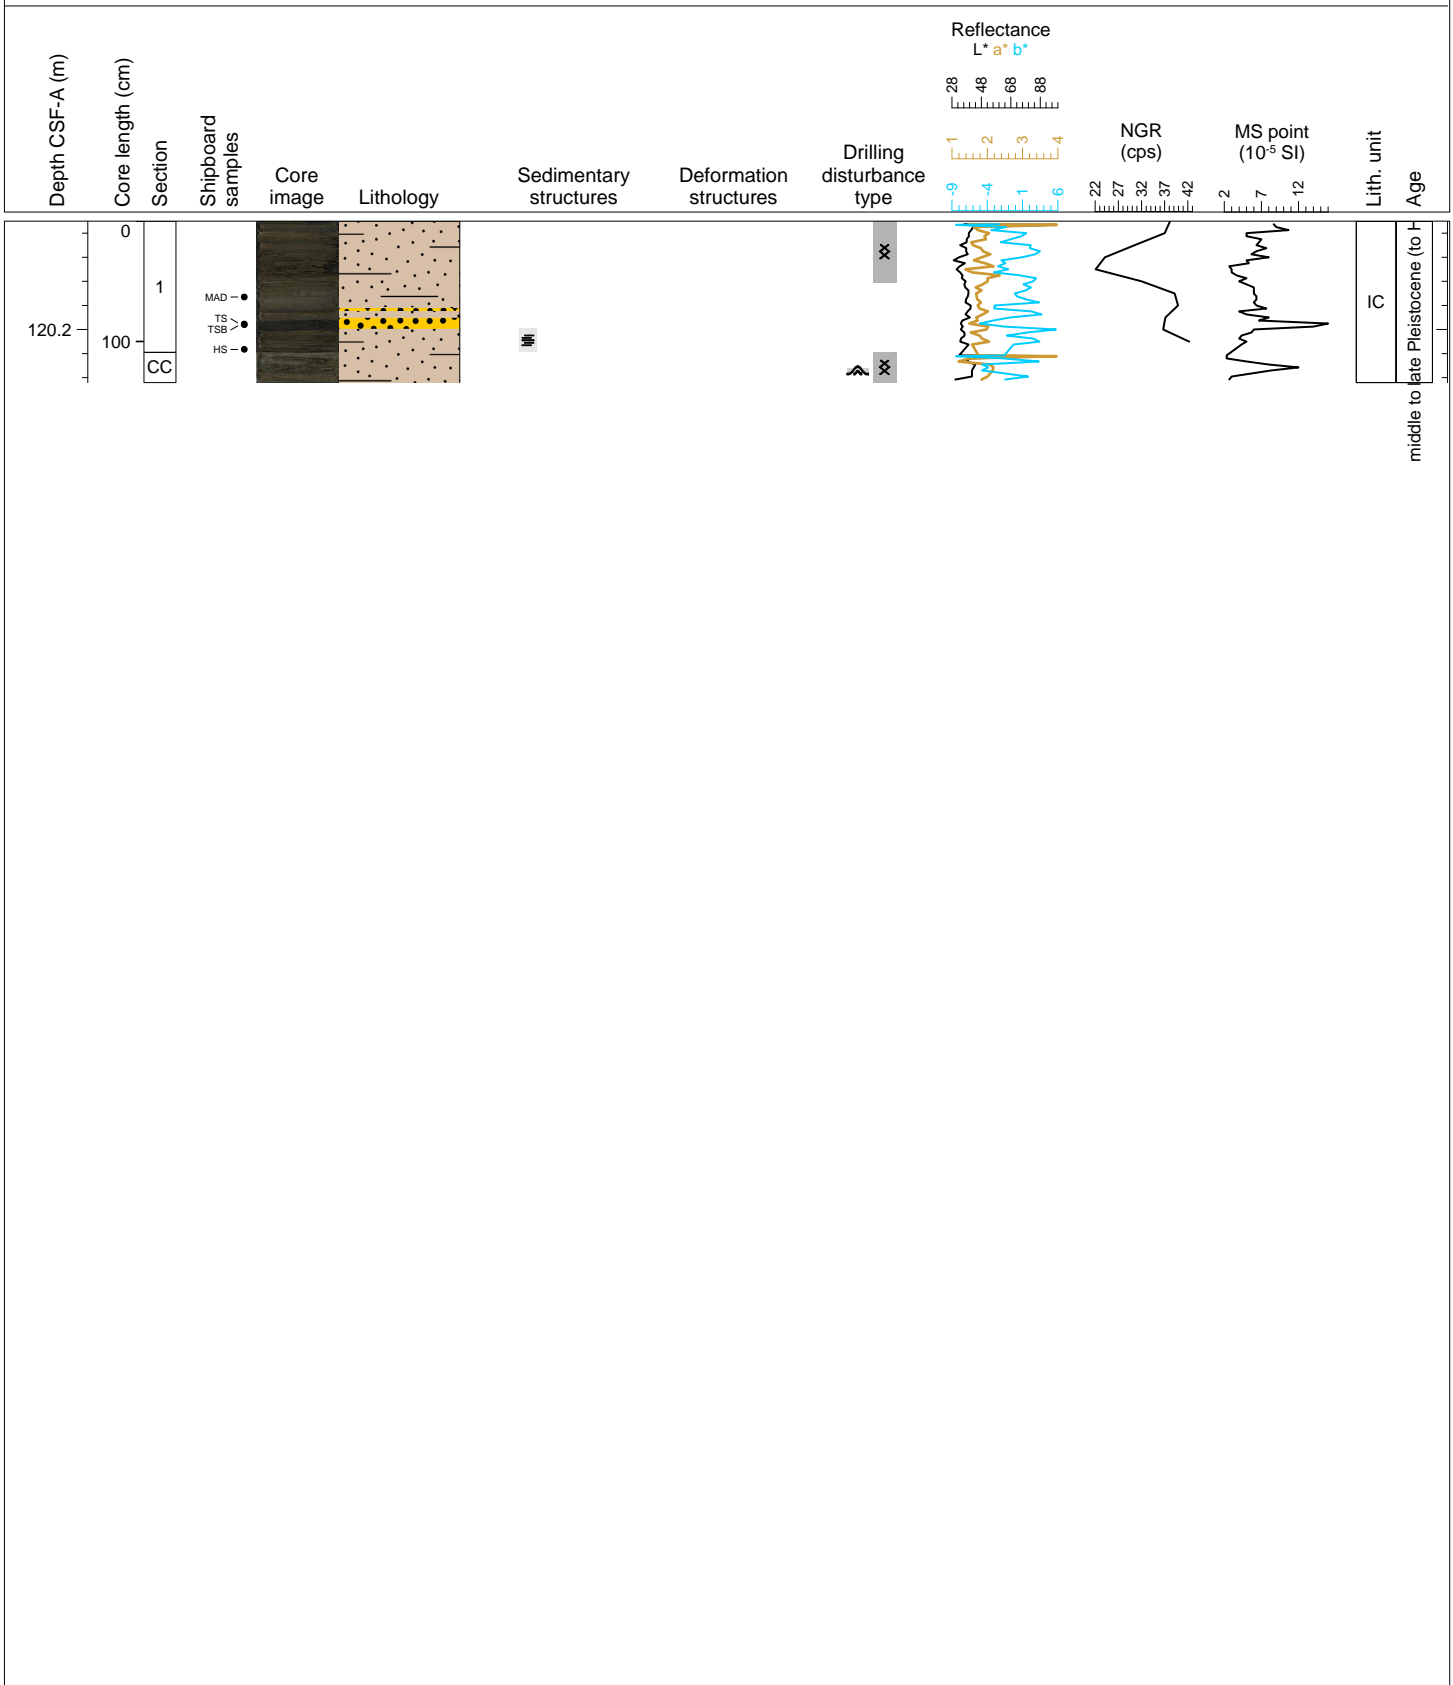 Depth CSF-A (m)
Core length (cm)
Section
Shipboard
samples
Core
image
Lithology
Sedimentary
structures
Deformation
structures
Drilling
disturbance
type
Reflectance
L* a* b*
28 48 68 88
1 2 3 4
-9 -4 1 6
NGR
(cps)
22 27 32 37 42
MS point
(10⁻⁵ SI)
2 7 12
Lith. unit
Age
0
100
120.2
1
CC
MAD
TS
TSB
HS
IC
middle to late Pleistocene (to H